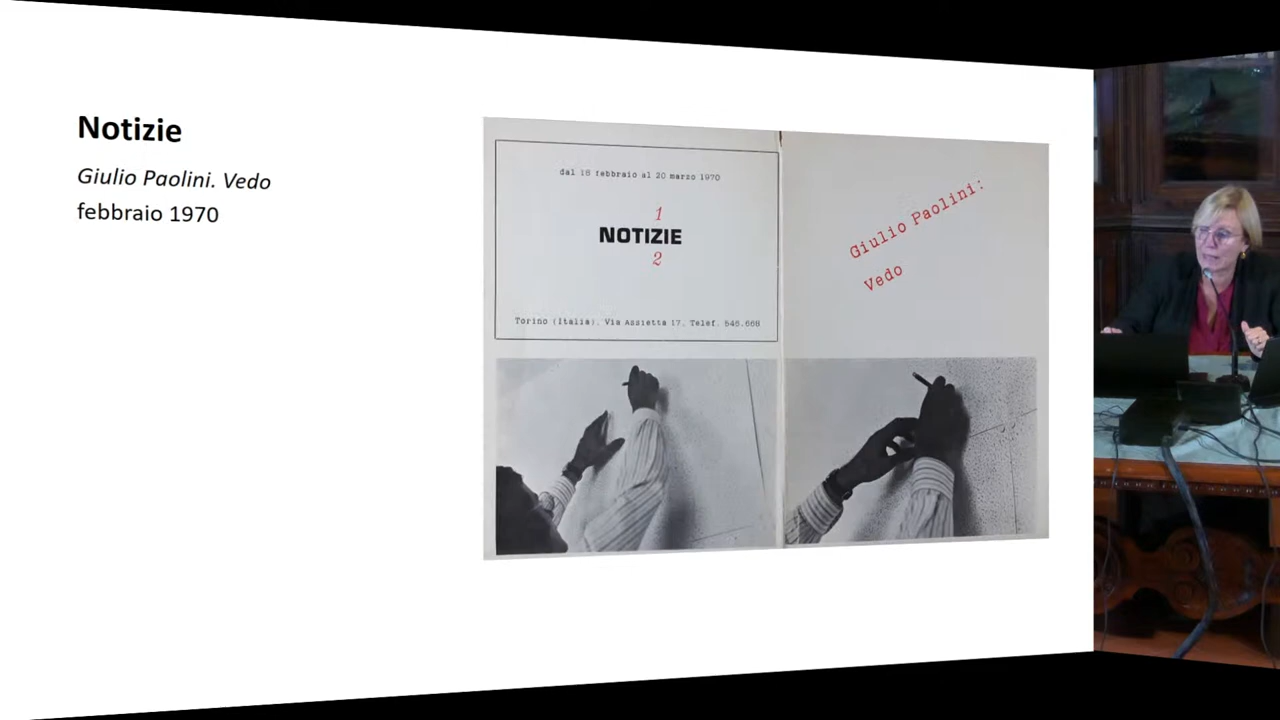 Notizie
Giulio Paolini. Vedo
febbraio 1970
dal 18 febbraio al 20 marzo 1970
1
NOTIZIE
2
Torino (Italia). Via Assietta 17. Telef. 546.668
Giulio Paolini:
Vedo